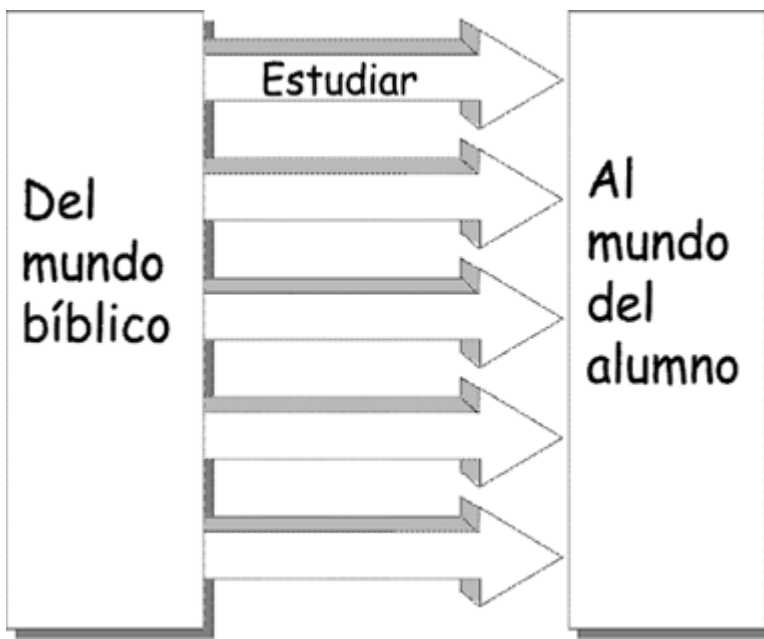 Estudiar
Del
mundo
bíblico
Al
mundo
del
alumno